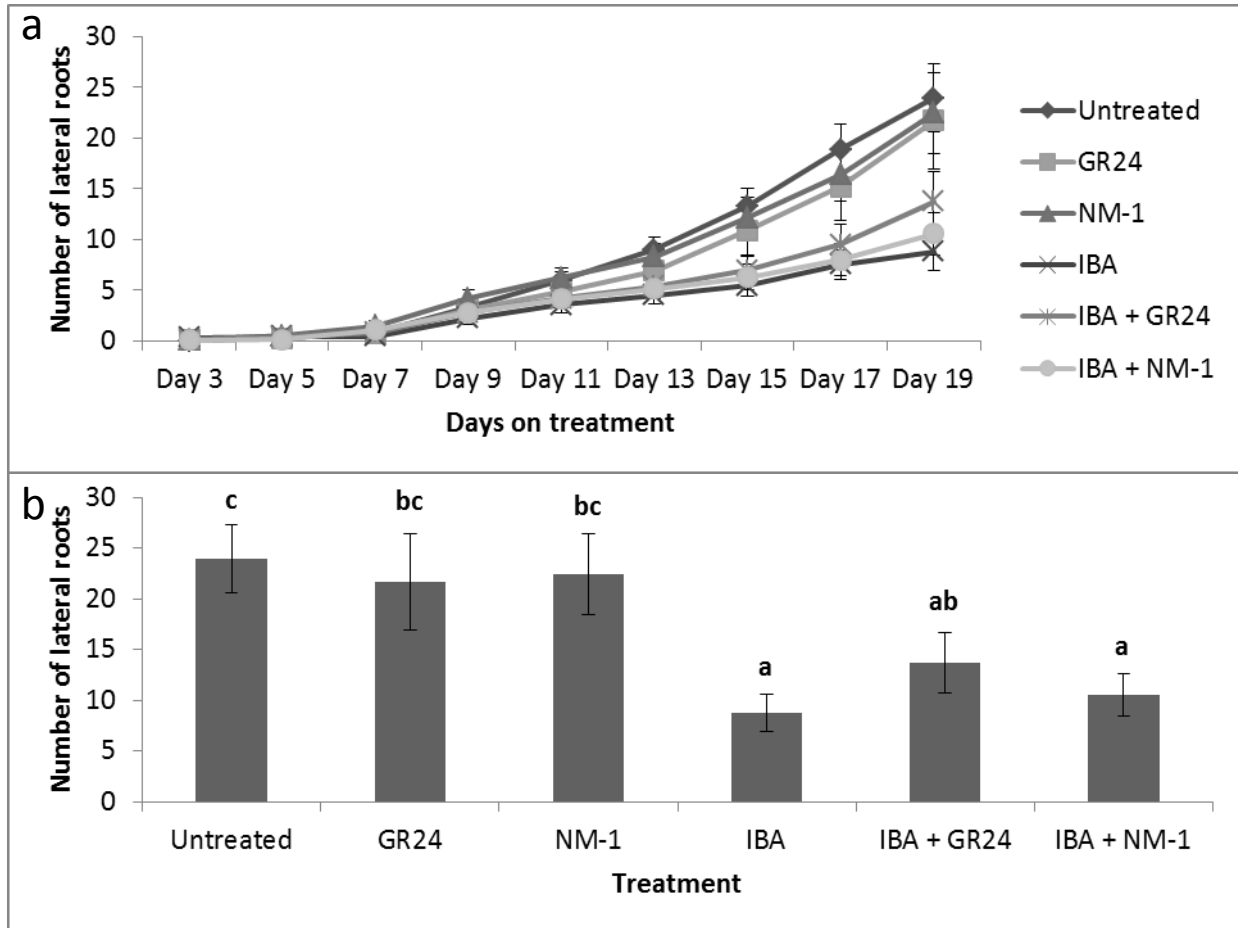 a
Number of lateral roots
30
25
20
15
10
5
0
Day 3 Day 5 Day 7 Day 9 Day 11 Day 13 Day 15 Day 17 Day 19
Days on treatment
Untreated
GR24
NM-1
IBA
IBA + GR24
IBA + NM-1
b
Number of lateral roots
30
25
20
15
10
5
0
c bc bc a ab a
Untreated GR24 NM-1 IBA IBA + GR24 IBA + NM-1
Treatment